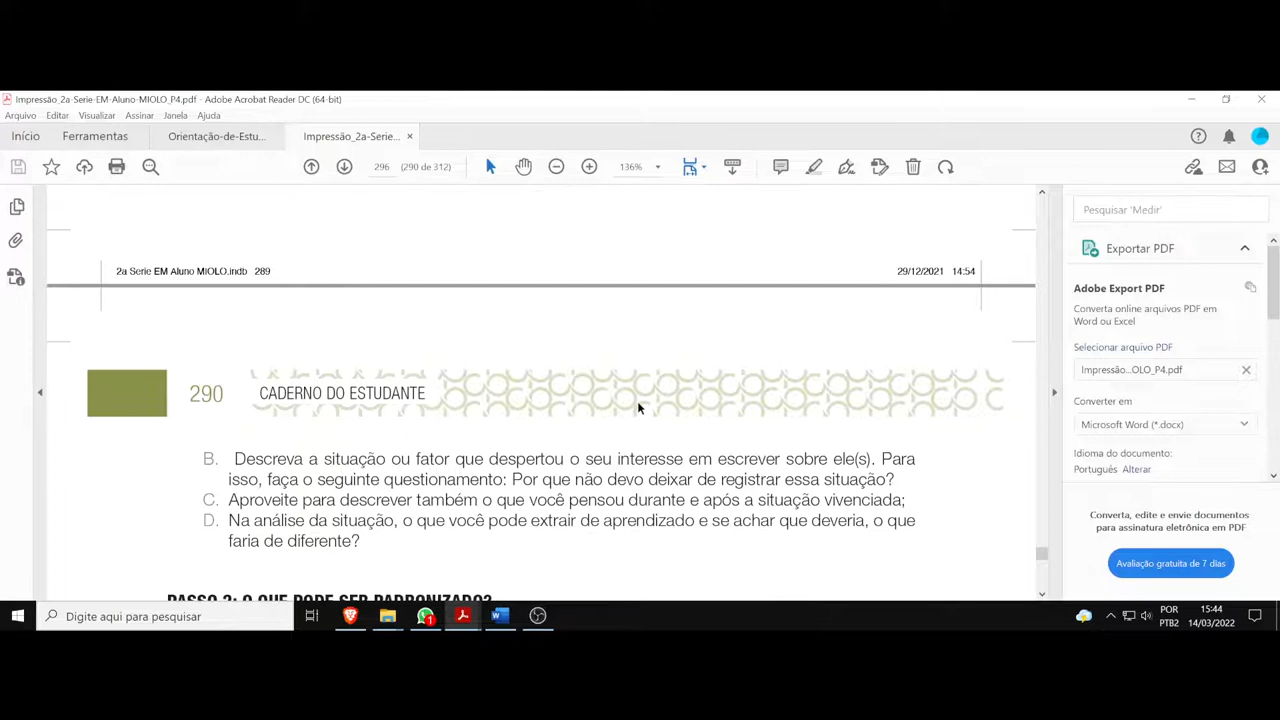 Impressão_2a-Serie-EM-Aluno-MIOLO_P4.pdf - Adobe Acrobat Reader DC (64-bit)
Arquivo Editar Visualizar Assinar Janela Ajuda
Início Ferramentas Orientação-de-Estu... Impressão_2a-Serie... ×
296 (290 de 312) 136%
Pesquisar 'Medir'
Exportar PDF
Adobe Export PDF
Converta online arquivos PDF em
Word ou Excel
Selecionar arquivo PDF
Impressão...OLO_P4.pdf
Converter em
Microsoft Word (*.docx)
Idioma do documento:
Português Alterar
Converta, edite e envie documentos
para assinatura eletrônica em PDF
Avaliação gratuita de 7 dias
2a Serie EM Aluno MIOLO.indb 289 29/12/2021 14:54
290 CADERNO DO ESTUDANTE
B. Descreva a situação ou fator que despertou o seu interesse em escrever sobre ele(s). Para
isso, faça o seguinte questionamento: Por que não devo deixar de registrar essa situação?
C. Aproveite para descrever também o que você pensou durante e após a situação vivenciada;
D. Na análise da situação, o que você pode extrair de aprendizado e se achar que deveria, o que
faria de diferente?
PASSO 2: O QUE PODE SER PADRONIZADO?
Digite aqui para pesquisar
1
POR
PTB2
15:44
14/03/2022